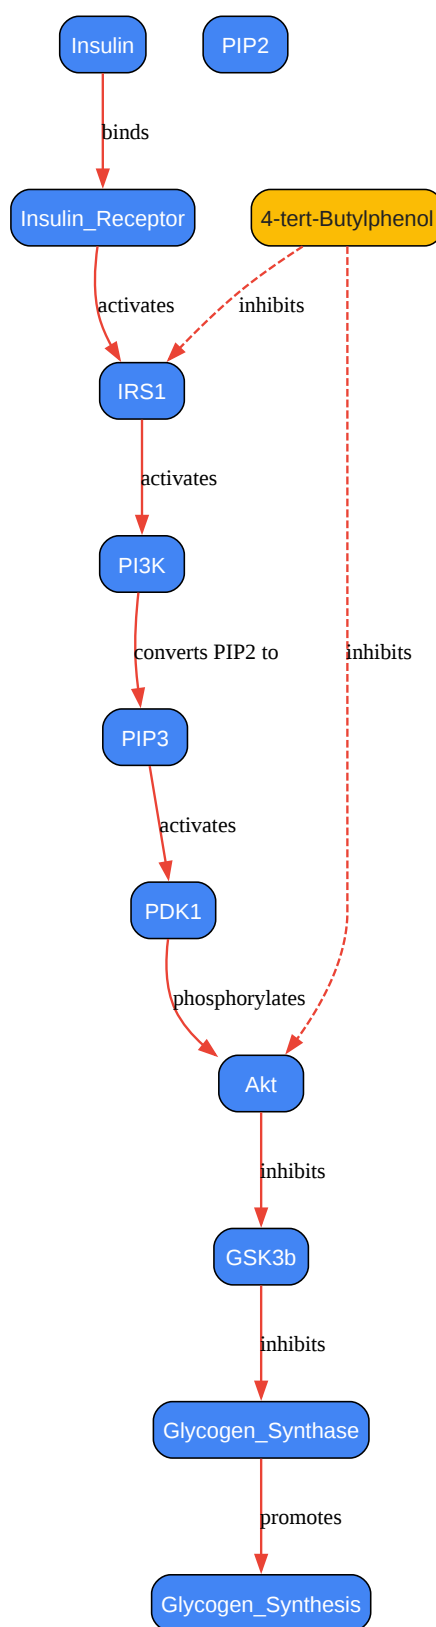 Insulin
PIP2
binds
Insulin_Receptor
4-tert-Butylphenol
activates
inhibits
IRS1
activates
PI3K
converts PIP2 to
inhibits
PIP3
activates
PDK1
phosphorylates
Akt
inhibits
GSK3b
inhibits
Glycogen_Synthase
promotes
Glycogen_Synthesis